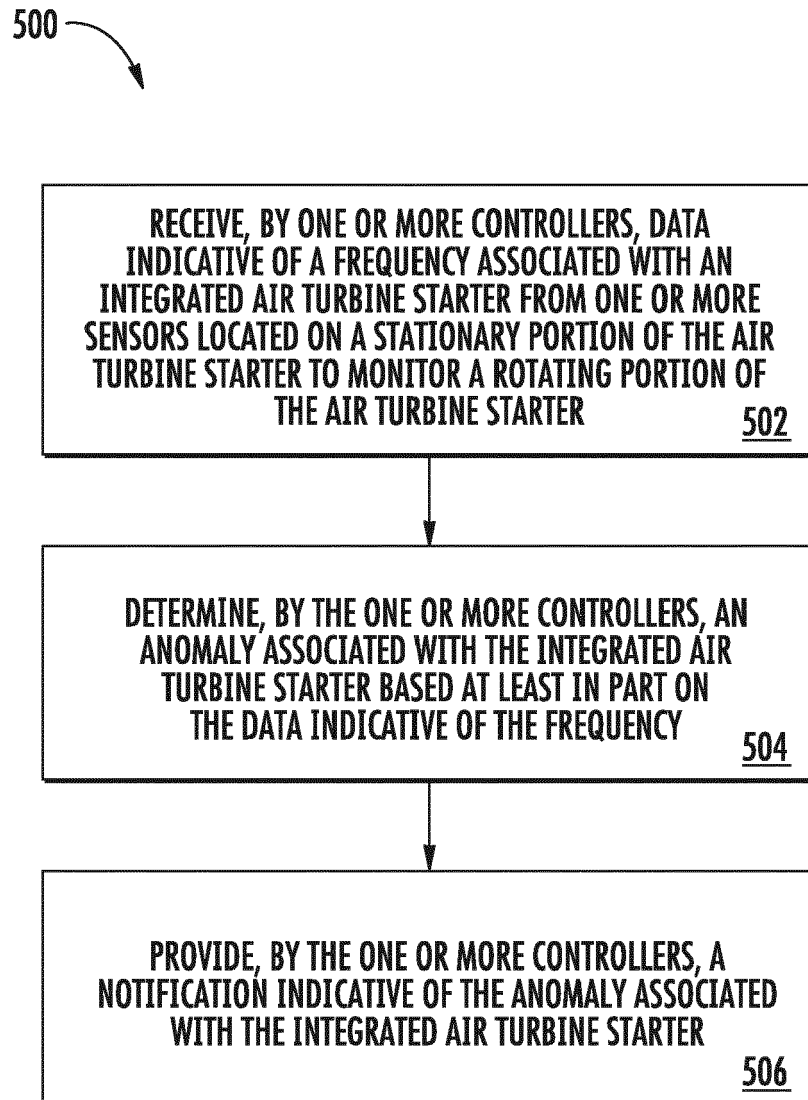 500
RECEIVE, BY ONE OR MORE CONTROLLERS, DATA
INDICATIVE OF A FREQUENCY ASSOCIATED WITH AN
INTEGRATED AIR TURBINE STARTER FROM ONE OR MORE
SENSORS LOCATED ON A STATIONARY PORTION OF THE AIR
TURBINE STARTER TO MONITOR A ROTATING PORTION OF
THE AIR TURBINE STARTER
502
DETERMINE, BY THE ONE OR MORE CONTROLLERS, AN
ANOMALY ASSOCIATED WITH THE INTEGRATED AIR
TURBINE STARTER BASED AT LEAST IN PART ON
THE DATA INDICATIVE OF THE FREQUENCY
504
PROVIDE, BY THE ONE OR MORE CONTROLLERS, A
NOTIFICATION INDICATIVE OF THE ANOMALY ASSOCIATED
WITH THE INTEGRATED AIR TURBINE STARTER
506